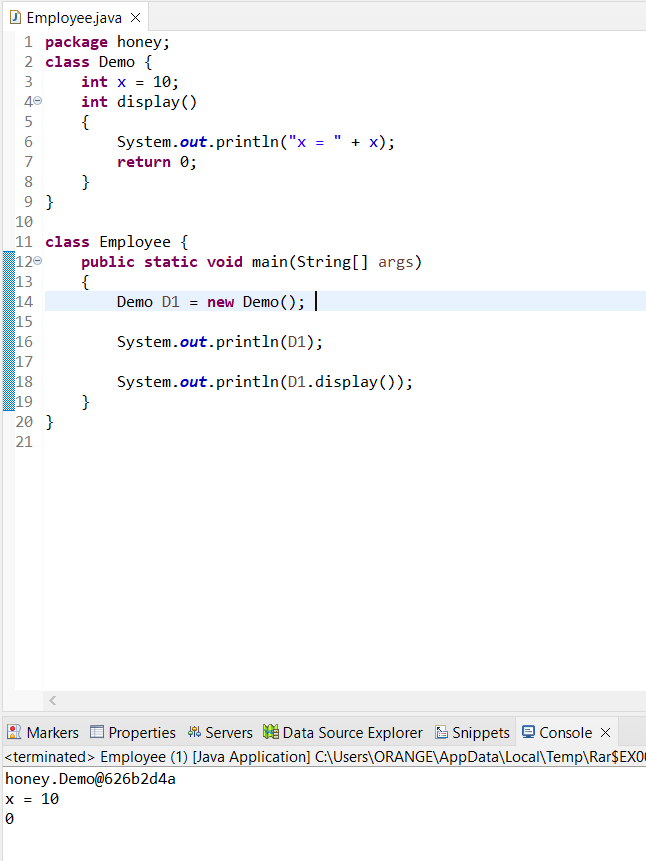 Employee.java
1 package honey;
2 class Demo {
3     int x = 10;
4     int display()
5     {
6         System.out.println("x = " + x);
7         return 0;
8     }
9 }
10
11 class Employee {
12     public static void main(String[] args)
13     {
14         Demo D1 = new Demo();
15
16         System.out.println(D1);
17
18         System.out.println(D1.display());
19     }
20 }
21
Markers Properties Servers Data Source Explorer Snippets Console
<terminated> Employee (1) [Java Application] C:\Users\ORANGE\AppData\Local\Temp\Rar$EX00
honey.Demo@626b2d4a
x = 10
0